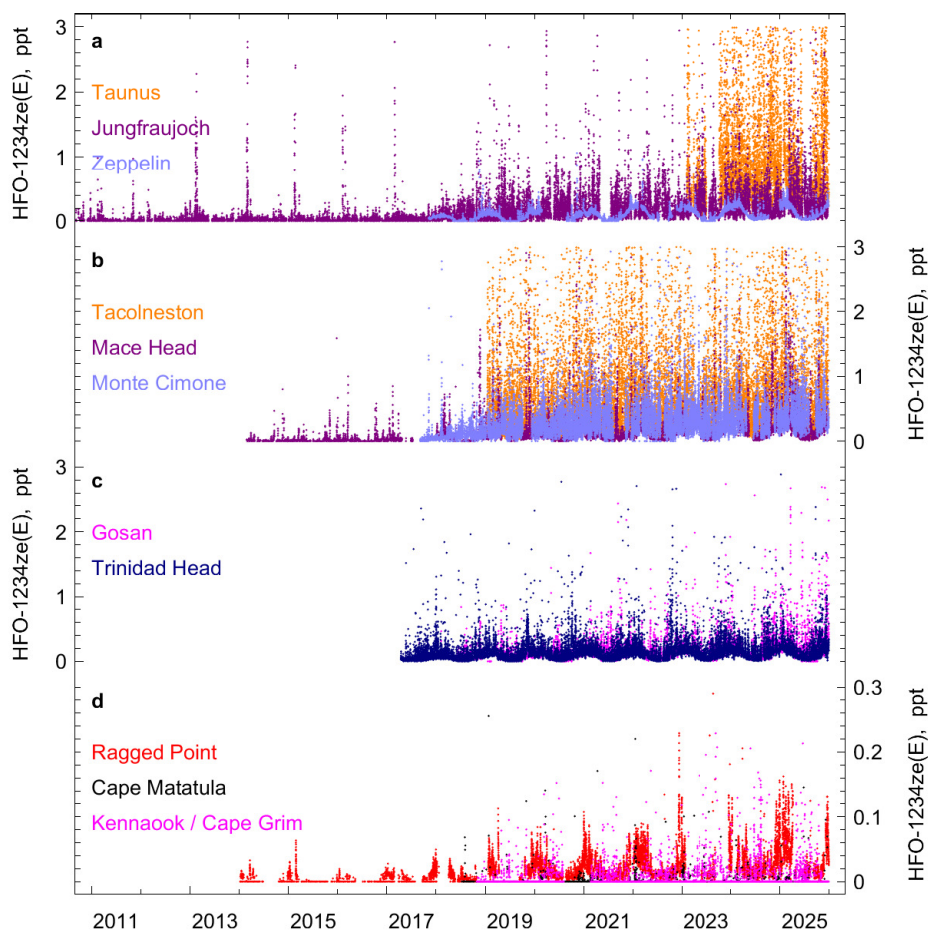 a
HFO-1234ze(E), ppt
3
2
1
0
Taunus
Jungfraujoch
Zeppelin
b
HFO-1234ze(E), ppt
3
2
1
0
Tacolneston
Mace Head
Monte Cimone
c
HFO-1234ze(E), ppt
3
2
1
0
Gosan
Trinidad Head
d
HFO-1234ze(E), ppt
0.3
0.2
0.1
0
Ragged Point
Cape Matatula
Kennaook / Cape Grim
2011 2013 2015 2017 2019 2021 2023 2025